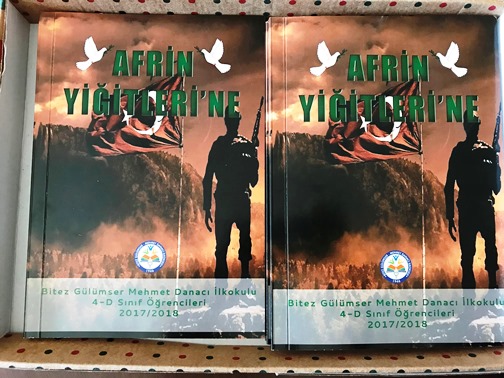 AFRİN
YİĞİTLERİ'NE
Bitez Gülümser Mehmet Danacı İlkokulu
4-D Sınıf Öğrencileri
2017/2018
AFRİN
YİĞİTLERİ'NE
Bitez Gülümser Mehmet Danacı İlkokulu
4-D Sınıf Öğrencileri
2017/2018